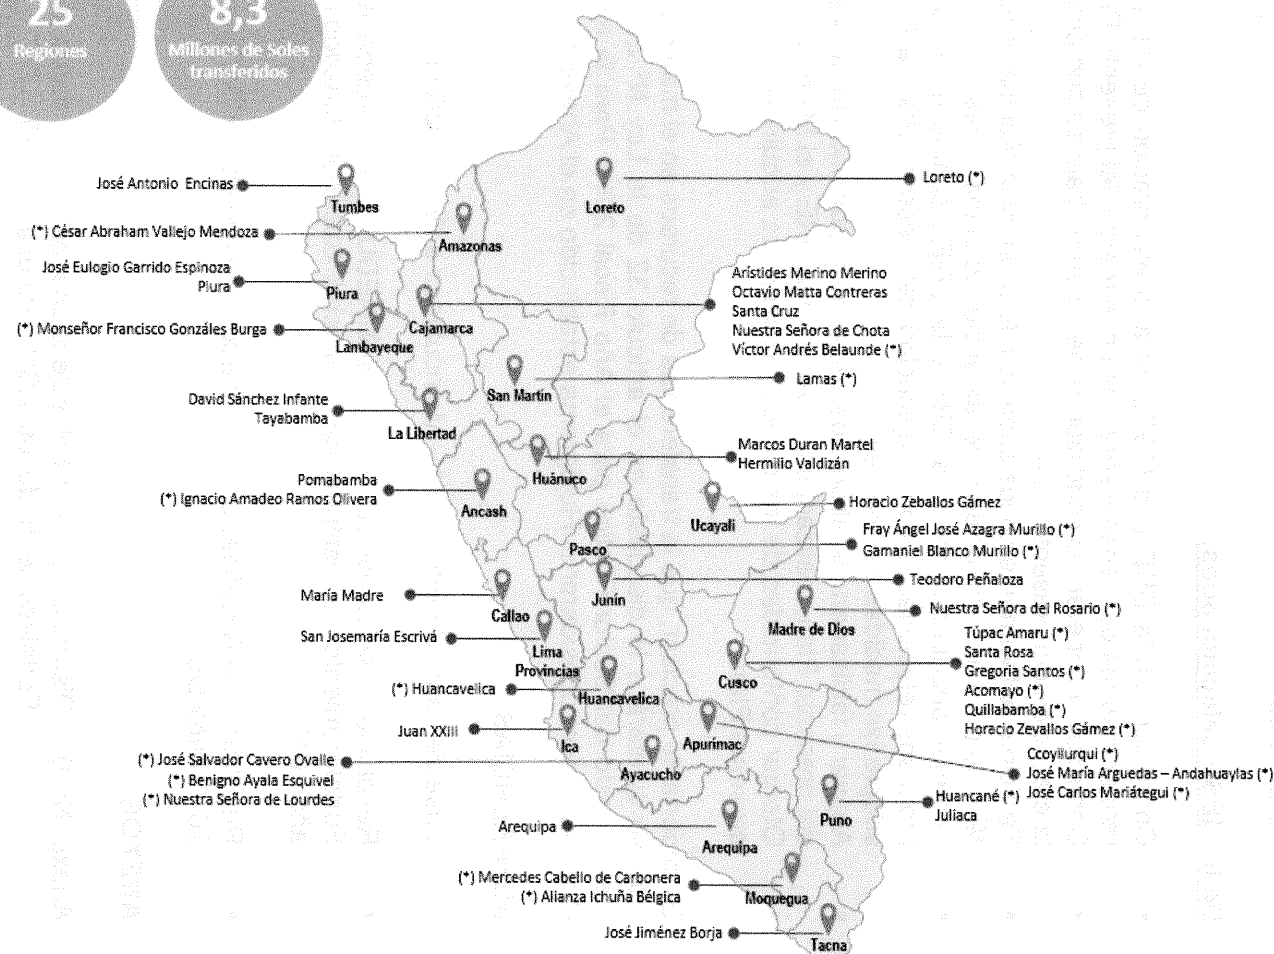 25
Regiones
8,3
Millones de Soles
transferidos
José Antonio Encinas
Tumbes
Loreto
Loreto (*)
(*) César Abraham Vallejo Mendoza
Amazonas
José Eulogio Garrido Espinoza
Piura
Piura
Arístides Merino Merino
Octavio Matta Contreras
Santa Cruz
Nuestra Señora de Chota
Víctor Andrés Belaunde (*)
Cajamarca
(*) Monseñor Francisco Gonzáles Burga
Lambayeque
San Martín
Lamas (*)
David Sánchez Infante
Tayabamba
La Libertad
Marcos Duran Martel
Hermilio Valdizán
Huánuco
Pomabamba
(*) Ignacio Amadeo Ramos Olivera
Ancash
Ucayali
Horacio Zeballos Gámez
Pasco
Fray Ángel José Azagra Murillo (*)
Gamaniel Blanco Murillo (*)
Junín
Teodoro Peñaloza
María Madre
Callao
Madre de Dios
Nuestra Señora del Rosario (*)
San Josemaría Escrivá
Lima
Provincias
Cusco
Túpac Amaru (*)
Santa Rosa
Gregoria Santos (*)
Acomayo (*)
Quillabamba (*)
Horacio Zevallos Gámez (*)
(*) Huancavelica
Huancavelica
Juan XXIII
Ica
Apurímac
Ccoyllurqui (*)
José María Arguedas – Andahuaylas (*)
José Carlos Mariátegui (*)
(*) José Salvador Cavero Ovalle
(*) Benigno Ayala Esquivel
(*) Nuestra Señora de Lourdes
Ayacucho
Puno
Huancané (*)
Juliaca
Arequipa
Arequipa
(*) Mercedes Cabello de Carbonera
(*) Alianza Ichuña Bélgica
Moquegua
José Jiménez Borja
Tacna